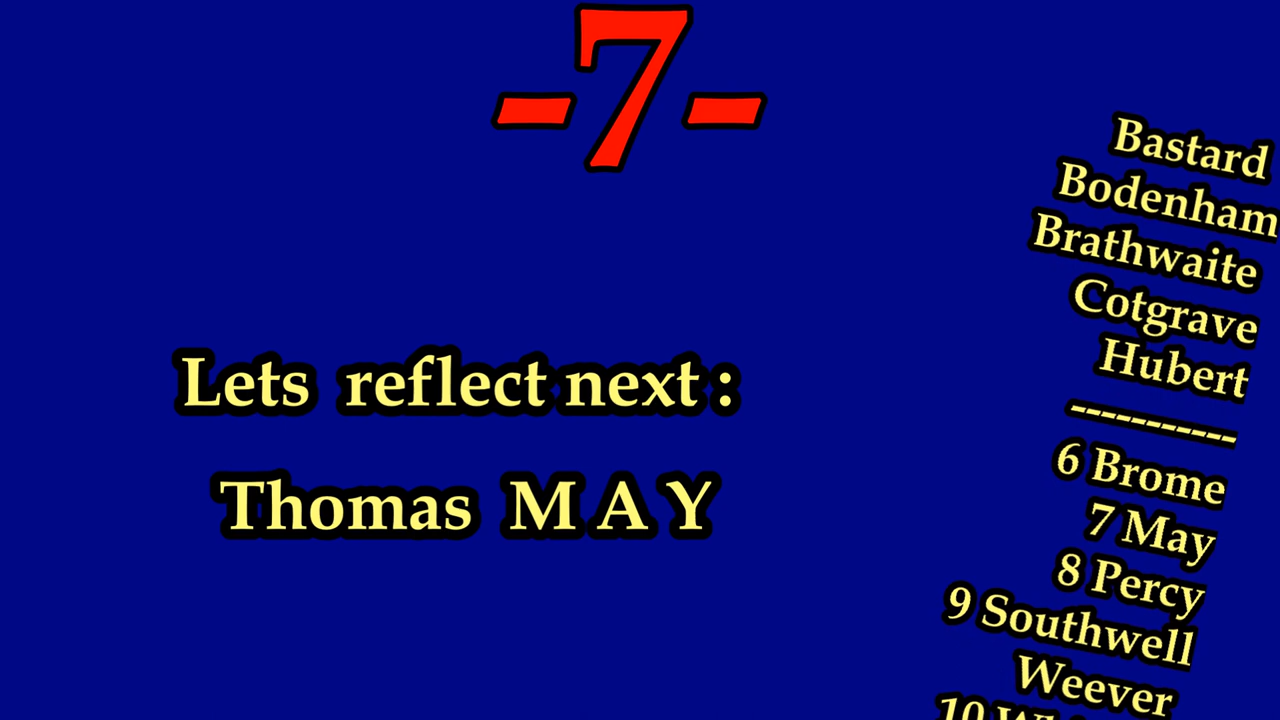 -7-
Lets reflect next :
Thomas M A Y
Bastard
Bodenham
Brathwaite
Cotgrave
Hubert
-----------
6 Brome
7 May
8 Percy
9 Southwell
Weever
10